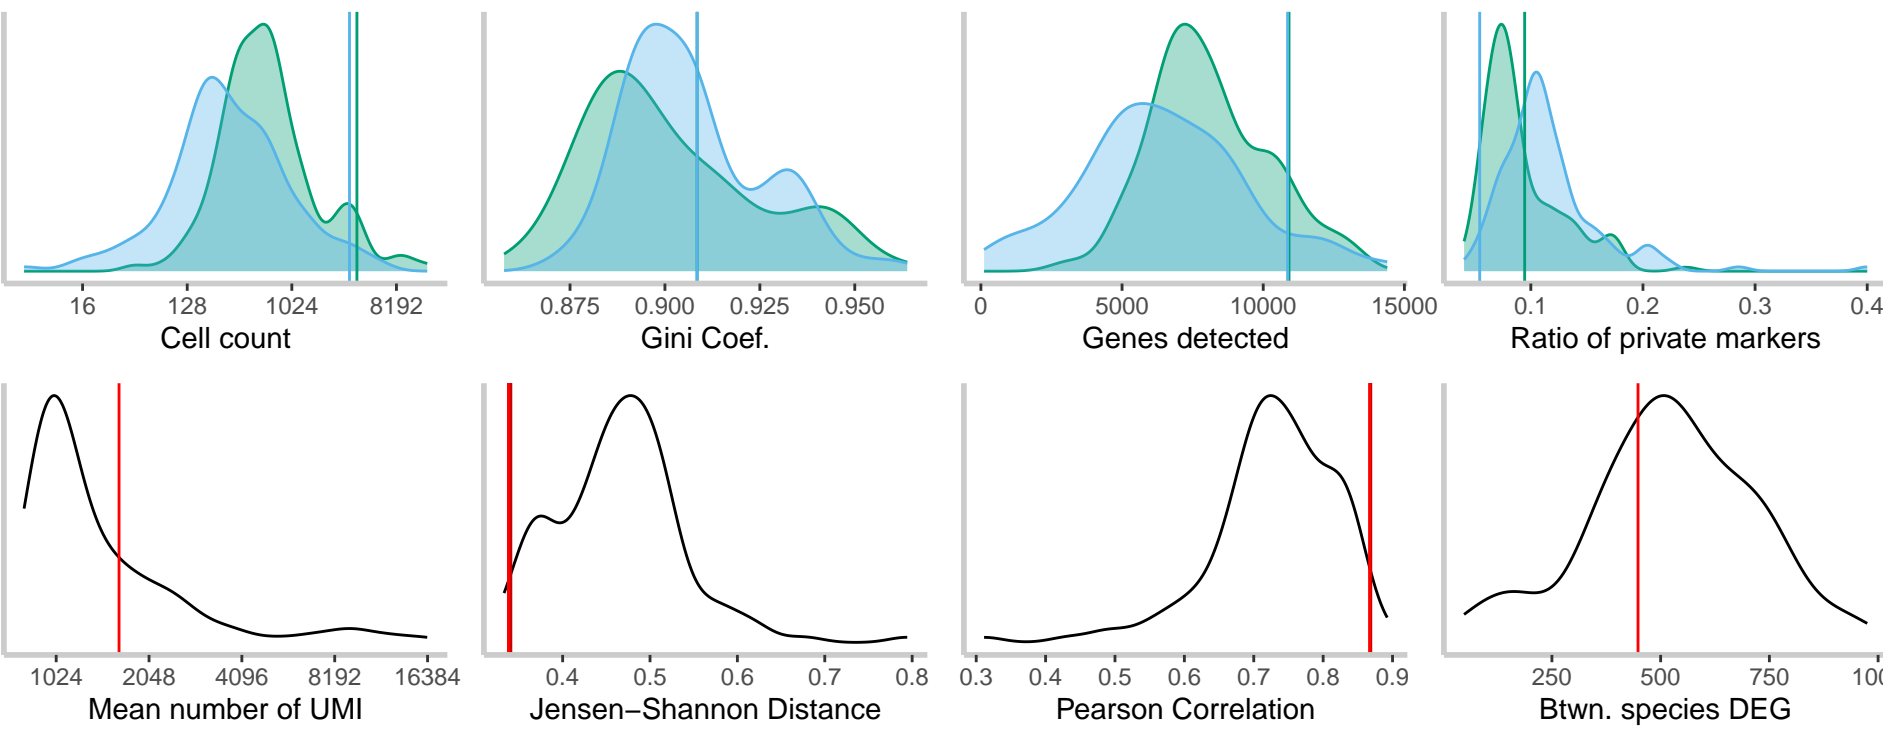 16 128 1024 8192
Cell count
0.875 0.900 0.925 0.950
Gini Coef.
0 5000 10000 14000
Genes detected
0.1 0.2 0.3 0.4
Ratio of private markers
1024 2048 4096 8192 16384
Mean number of UMI
0.4 0.5 0.6 0.7 0.8
Jensen−Shannon Distance
0.3 0.4 0.5 0.6 0.7 0.8 0.9
Pearson Correlation
250 500 750 100
Btwn. species DEG